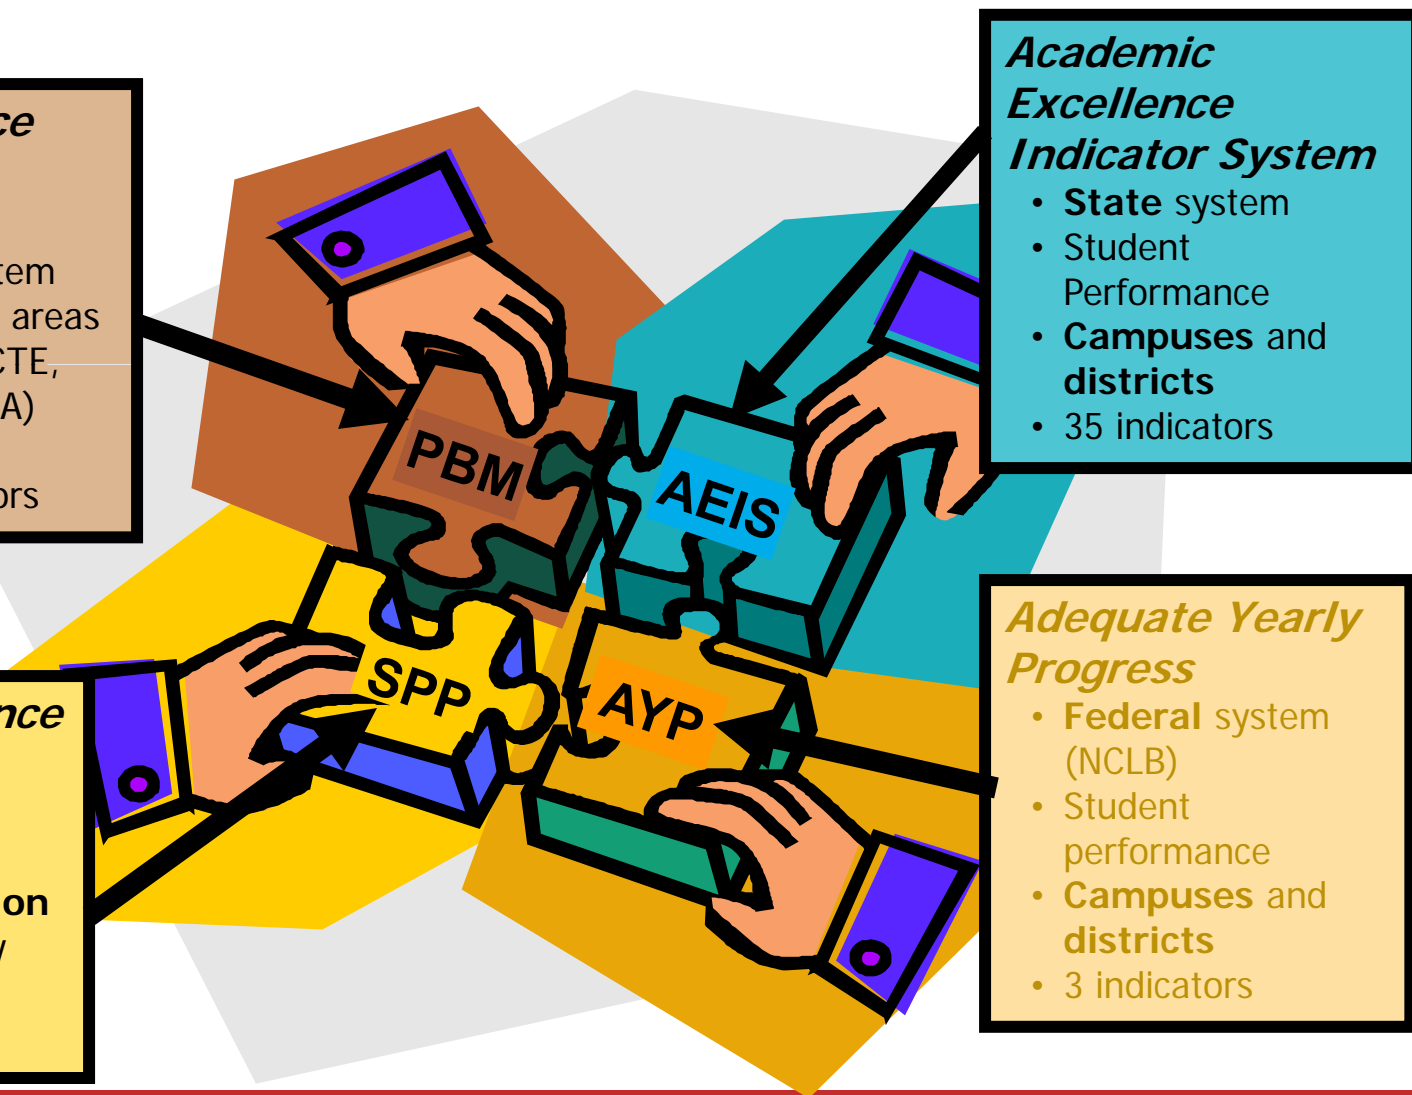 ce
tem
areas
CTE,
A)
ors
Academic
Excellence
Indicator System
• State system
• Student
Performance
• Campuses and
districts
• 35 indicators
PBM
AEIS
SPP
AYP
nce
on
Adequate Yearly
Progress
• Federal system
(NCLB)
• Student
performance
• Campuses and
districts
• 3 indicators